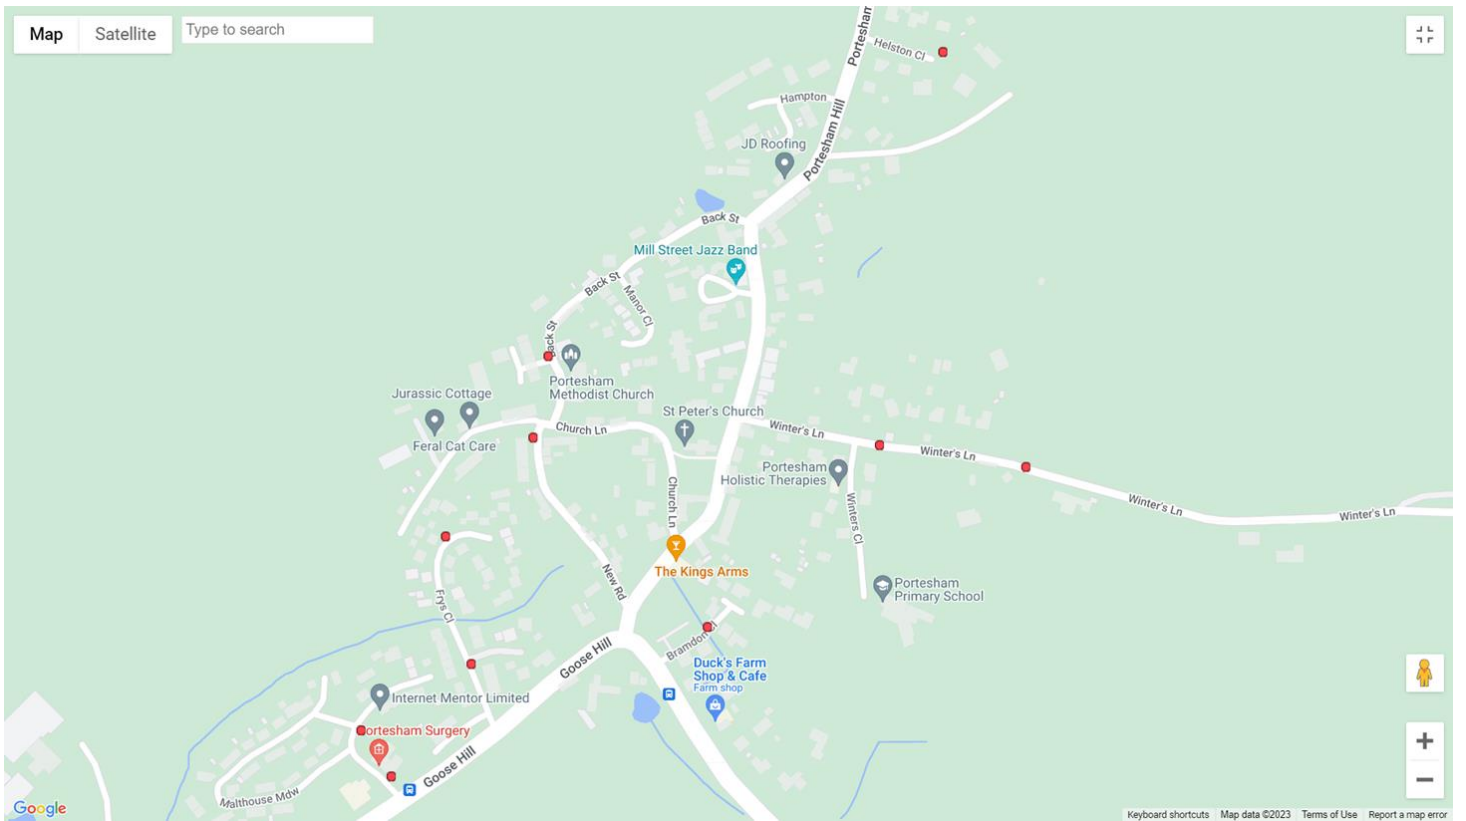 Map
Satellite
Type to search
Portesham
Helston Cl
Hampton
Portesham Hill
JD Roofing
Portesham Hill
Back St
Mill Street Jazz Band
Back St
Manor Cl
Back St
Portesham
Methodist Church
Jurassic Cottage
Feral Cat Care
St Peter's Church
Church Ln
Winter's Ln
Winter's Ln
Portesham
Holistic Therapies
Church Ln
Winters Cl
Winter's Ln
Winter's Ln
The Kings Arms
New Rd
Portesham
Primary School
Frys Cl
Goose Hill
Bramdon Cl
Duck's Farm
Shop & Cafe
Farm shop
Internet Mentor Limited
Portesham Surgery
Goose Hill
Malthouse Mdw
Google
Keyboard shortcuts
Map data ©2023
Terms of Use
Report a map error